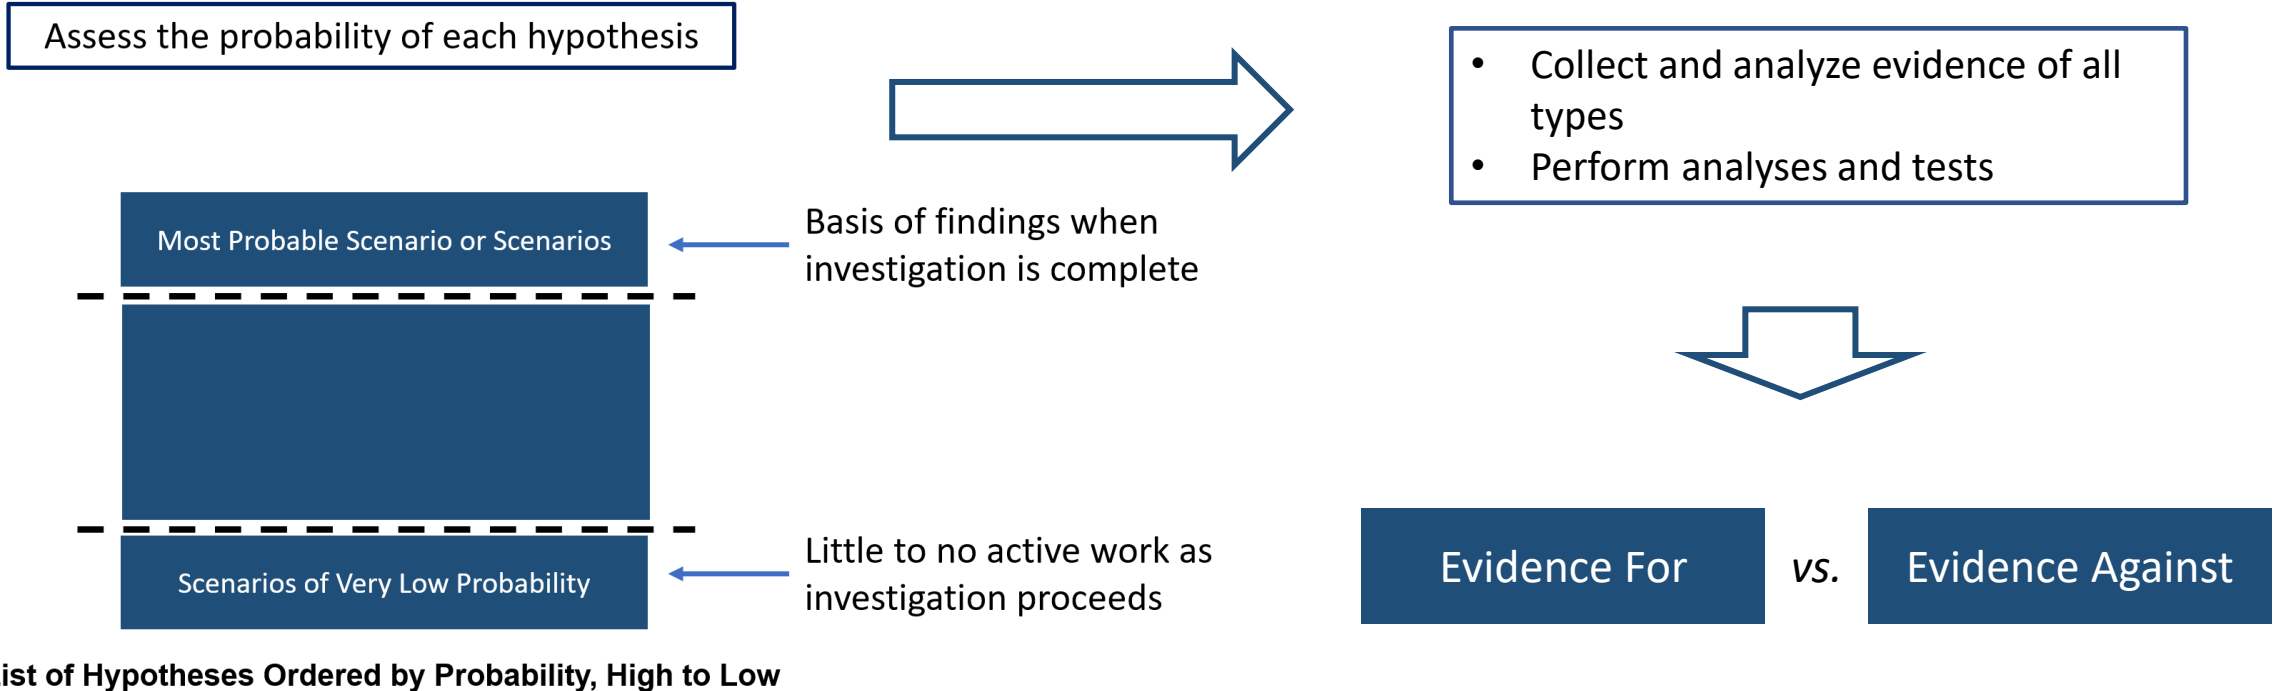 Assess the probability of each hypothesis
• Collect and analyze evidence of all
types
• Perform analyses and tests
Most Probable Scenario or Scenarios
Basis of findings when
investigation is complete
Scenarios of Very Low Probability
Little to no active work as
investigation proceeds
Evidence For
vs.
Evidence Against
of Hypotheses Ordered by Probability, High to Low